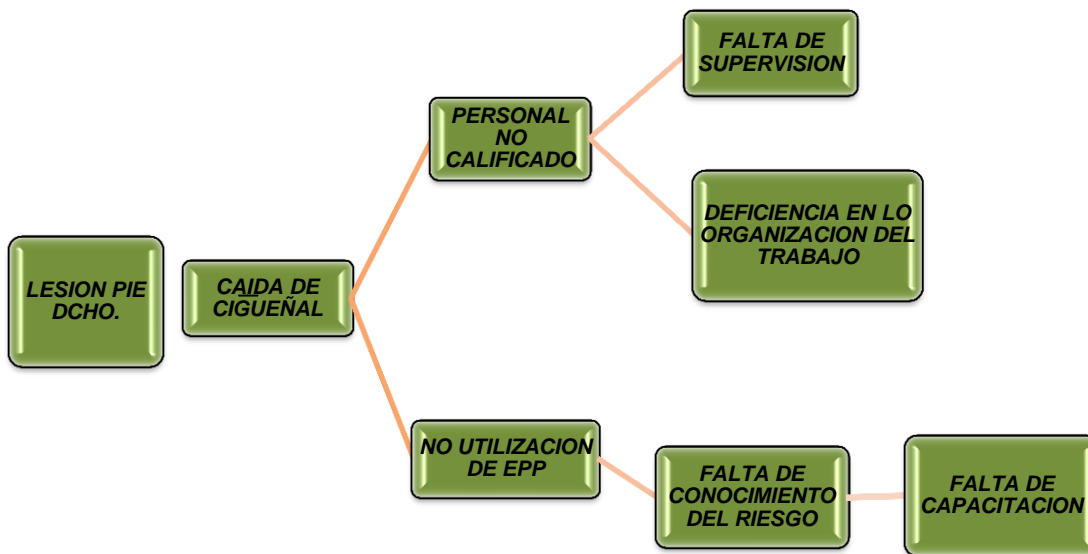 FALTA DE
SUPERVISION
PERSONAL
NO
CALIFICADO
DEFICIENCIA EN LO
ORGANIZACION DEL
TRABAJO
LESION PIE
DCHO.
CAIDA DE
CIGÜEÑAL
NO UTILIZACION
DE EPP
FALTA DE
CONOCIMIENTO
DEL RIESGO
FALTA DE
CAPACITACION